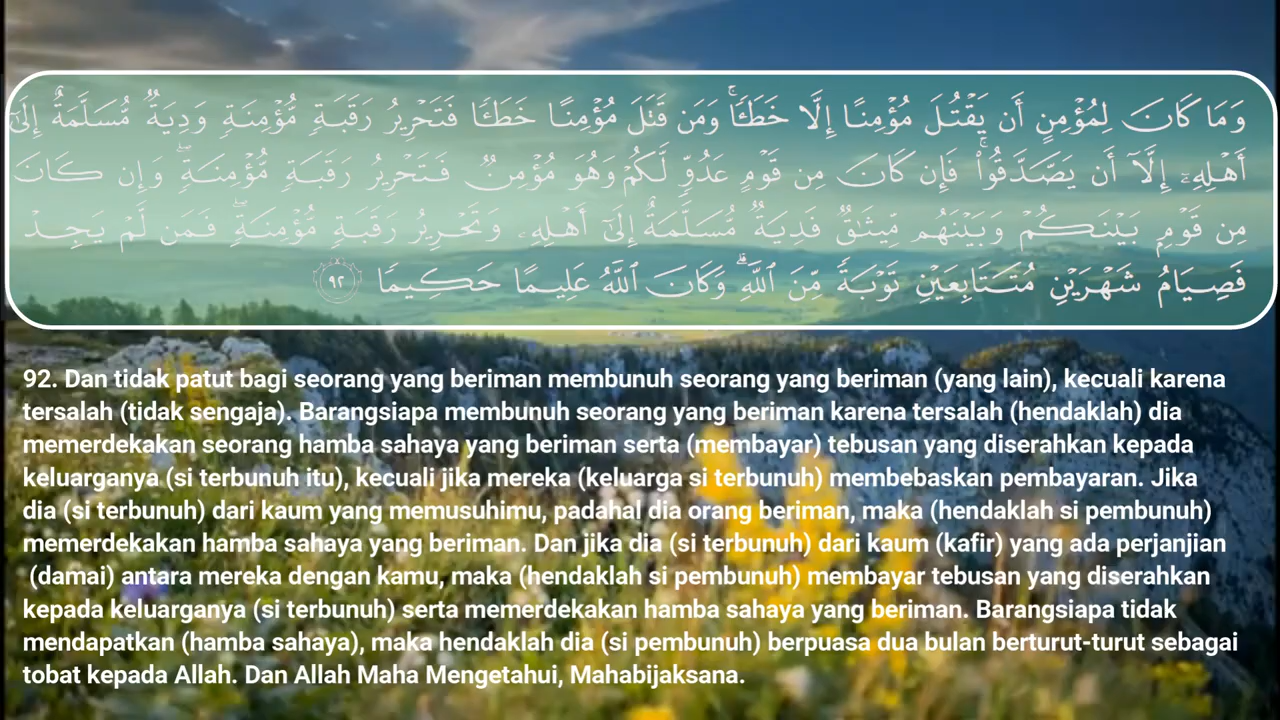 وَمَا كَانَ لِمُؤْمِنٍ أَن يَقْتُلَ مُؤْمِنًا إِلَّا خَطَـًٔاۚ وَمَن قَتَلَ مُؤْمِنًا خَطَـًٔا فَتَحْرِيرُ رَقَبَةٍ مُّؤْمِنَةٍ وَدِيَةٌ مُّسَلَّمَةٌ إِلَىٰٓ
أَهْلِهِۦٓ إِلَّآ أَن يَصَّدَّقُوا۟ۚ فَإِن كَانَ مِن قَوْمٍ عَدُوٍّ لَّكُمْ وَهُوَ مُؤْمِنٌ فَتَحْرِيرُ رَقَبَةٍ مُّؤْمِنَةٍۖ وَإِن كَانَ
مِن قَوْمٍۭ بَيْنَكُمْ وَبَيْنَهُم مِّيثَـٰقٌ فَدِيَةٌ مُّسَلَّمَةٌ إِلَىٰٓ أَهْلِهِۦ وَتَحْرِيرُ رَقَبَةٍ مُّؤْمِنَةٍۖ فَمَن لَّمْ يَجِدْ
فَصِيَامُ شَهْرَيْنِ مُتَتَابِعَيْنِ تَوْبَةً مِّنَ ٱللَّهِۗ وَكَانَ ٱللَّهُ عَلِيمًا حَكِيمًا ٩٢
92. Dan tidak patut bagi seorang yang beriman membunuh seorang yang beriman (yang lain), kecuali karena
tersalah (tidak sengaja). Barangsiapa membunuh seorang yang beriman karena tersalah (hendaklah) dia
memerdekakan seorang hamba sahaya yang beriman serta (membayar) tebusan yang diserahkan kepada
keluarganya (si terbunuh itu), kecuali jika mereka (keluarga si terbunuh) membebaskan pembayaran. Jika
dia (si terbunuh) dari kaum yang memusuhimu, padahal dia orang beriman, maka (hendaklah si pembunuh)
memerdekakan hamba sahaya yang beriman. Dan jika dia (si terbunuh) dari kaum (kafir) yang ada perjanjian
(damai) antara mereka dengan kamu, maka (hendaklah si pembunuh) membayar tebusan yang diserahkan
kepada keluarganya (si terbunuh) serta memerdekakan hamba sahaya yang beriman. Barangsiapa tidak
mendapatkan (hamba sahaya), maka hendaklah dia (si pembunuh) berpuasa dua bulan berturut-turut sebagai
tobat kepada Allah. Dan Allah Maha Mengetahui, Mahabijaksana.